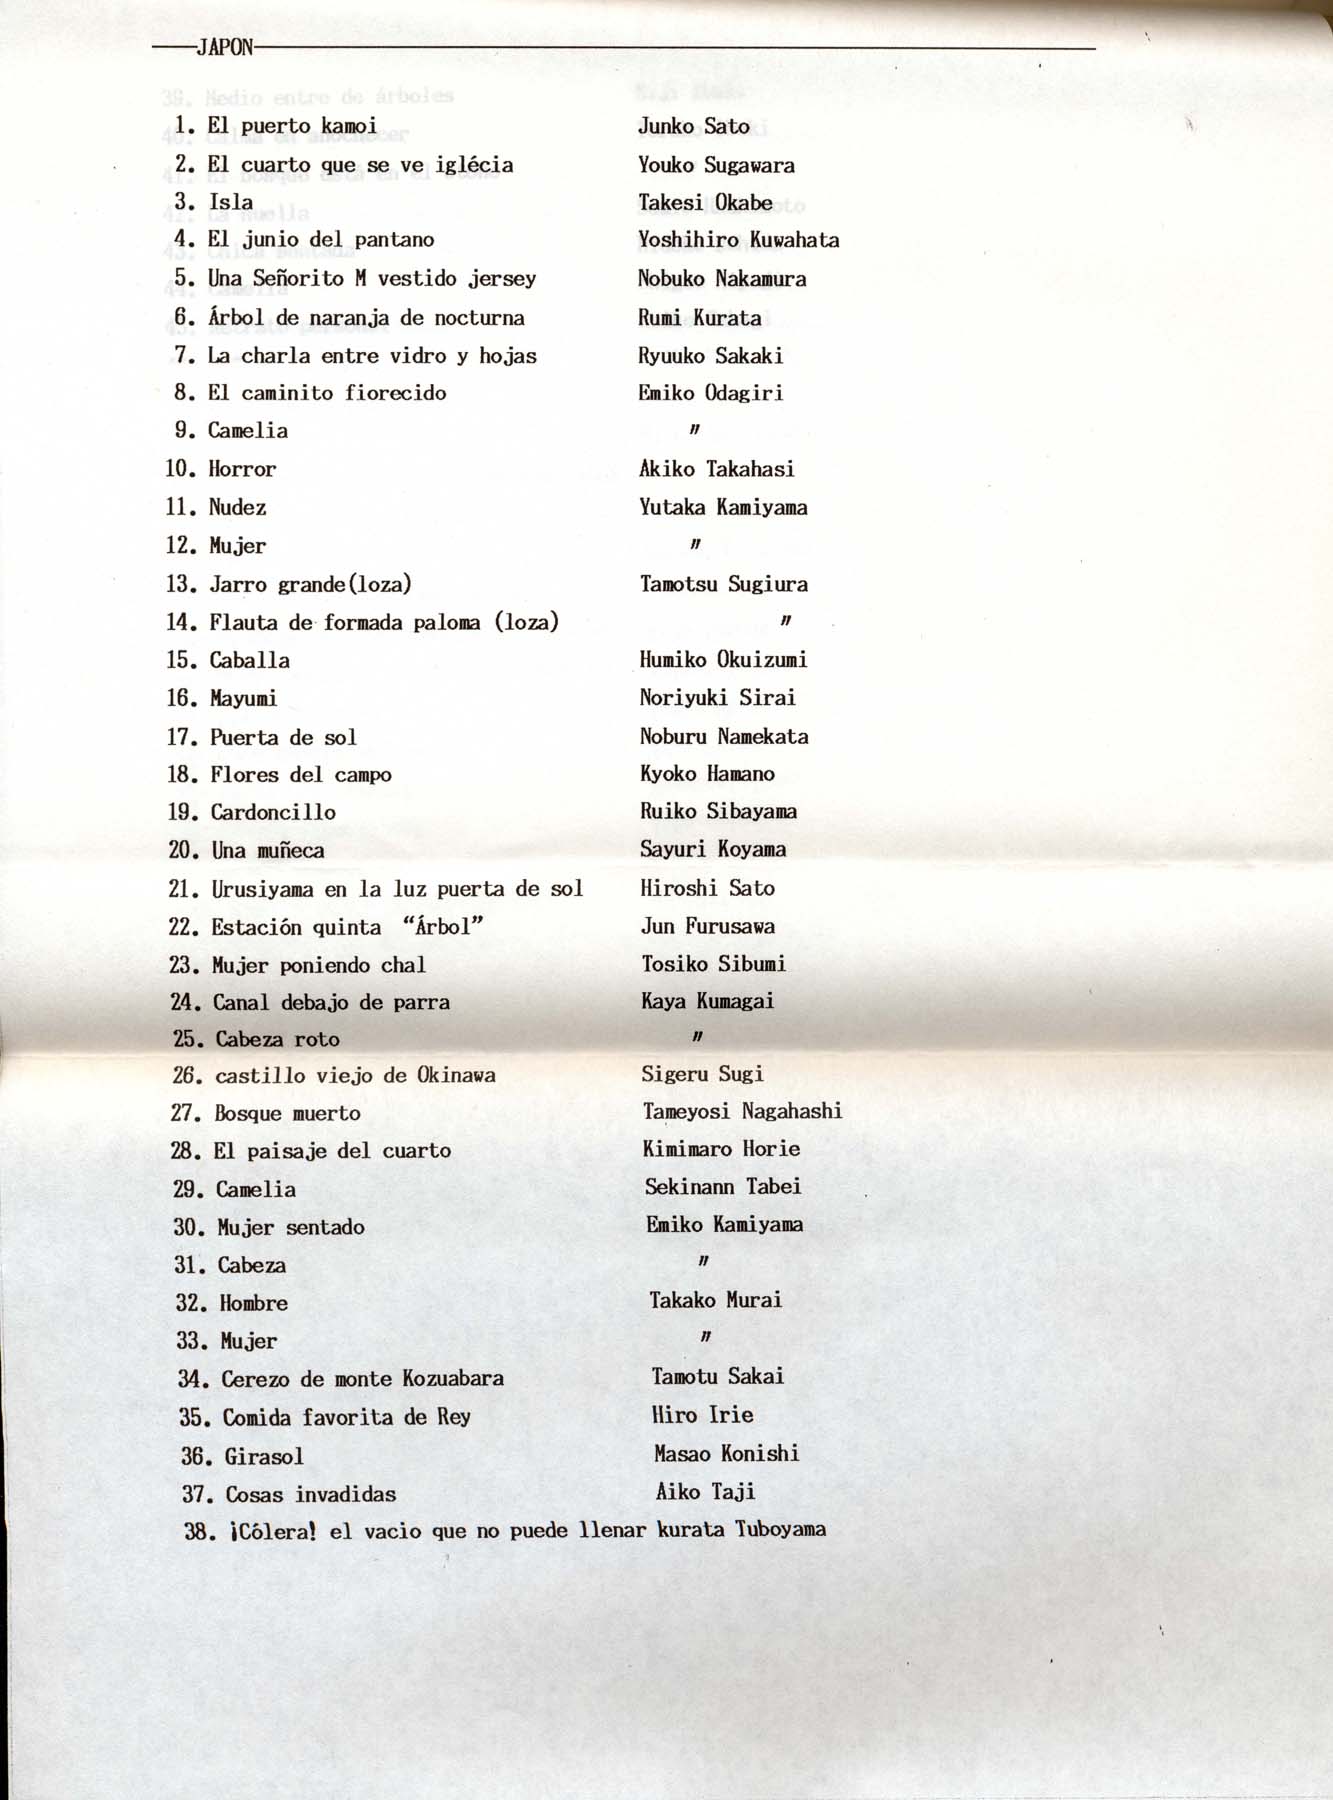 JAPON
1. El puerto kamoi Junko Sato
2. El cuarto que se ve iglécia Youko Sugawara
3. Isla Takesi Okabe
4. El junio del pantano Yoshihiro Kuwahata
5. Una Señorito M vestido jersey Nobuko Nakamura
6. Árbol de naranja de nocturna Rumi Kurata
7. La charla entre vidro y hojas Ryuuko Sakaki
8. El caminito fiorecido Emiko Odagiri
9. Camelia 〃
10. Horror Akiko Takahasi
11. Nudez Yutaka Kamiyama
12. Mujer 〃
13. Jarro grande(loza) Tamotsu Sugiura
14. Flauta de formada paloma (loza) 〃
15. Caballa Humiko Okuizumi
16. Mayumi Noriyuki Sirai
17. Puerta de sol Noburu Namekata
18. Flores del campo Kyoko Hamano
19. Cardoncillo Ruiko Sibayama
20. Una muñeca Sayuri Koyama
21. Urusiyama en la luz puerta de sol Hiroshi Sato
22. Estación quinta “Árbol” Jun Furusawa
23. Mujer poniendo chal Tosiko Sibumi
24. Canal debajo de parra Kaya Kumagai
25. Cabeza roto 〃
26. castillo viejo de Okinawa Sigeru Sugi
27. Bosque muerto Tameyosi Nagahashi
28. El paisaje del cuarto Kimimaro Horie
29. Camelia Sekinann Tabei
30. Mujer sentado Emiko Kamiyama
31. Cabeza 〃
32. Hombre Takako Murai
33. Mujer 〃
34. Cerezo de monte Kozuabara Tamotu Sakai
35. Comida favorita de Rey Hiro Irie
36. Girasol Masao Konishi
37. Cosas invadidas Aiko Taji
38. ¡Cólera! el vacio que no puede llenar kurata Tuboyama